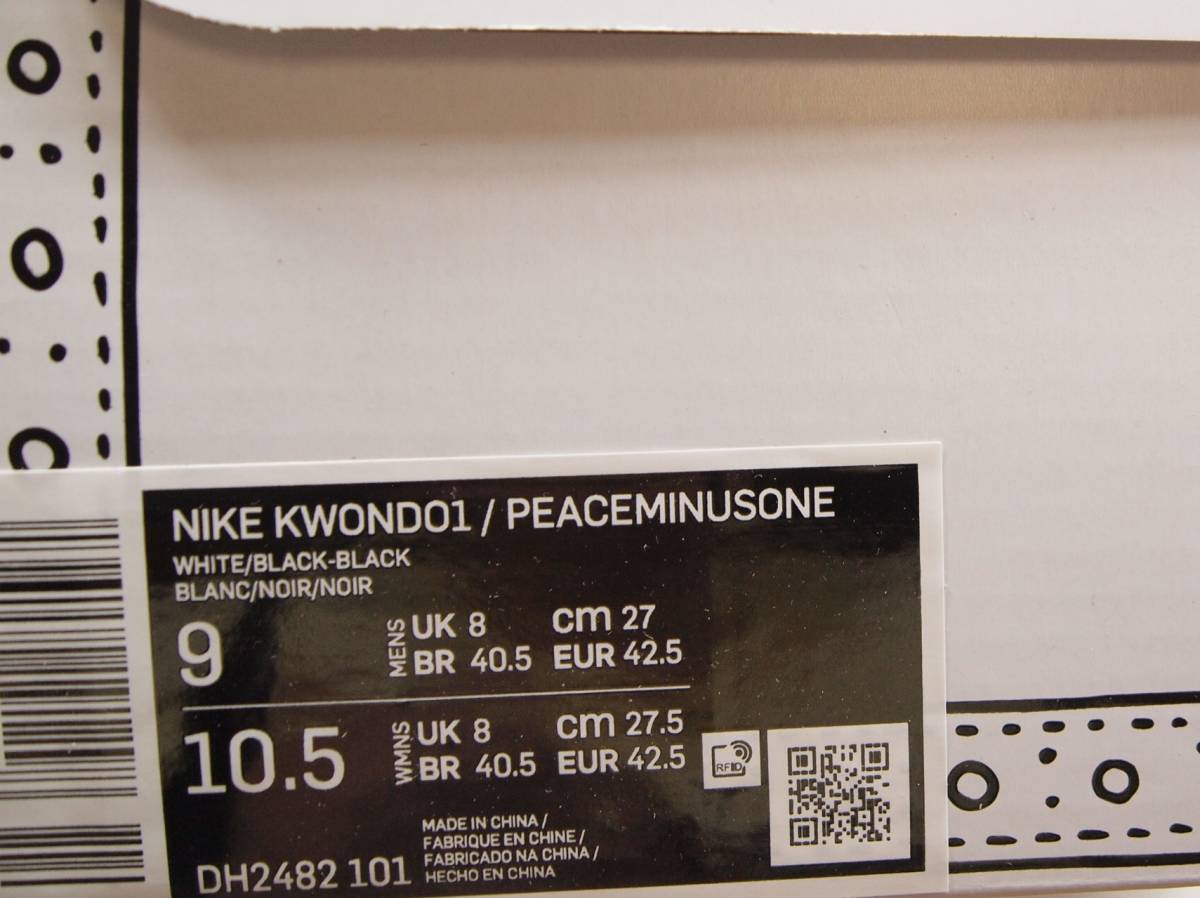 NIKE KWONDO1 / PEACEMINUSONE
WHITE/BLACK-BLACK
BLANC/NOIR/NOIR
9 MENS UK 8 cm 27
BR 40.5 EUR 42.5
10.5 WMNS UK 8 cm 27.5
BR 40.5 EUR 42.5
RFID
MADE IN CHINA /
FABRIQUE EN CHINE /
FABRICADO NA CHINA /
HECHO EN CHINA
DH2482 101